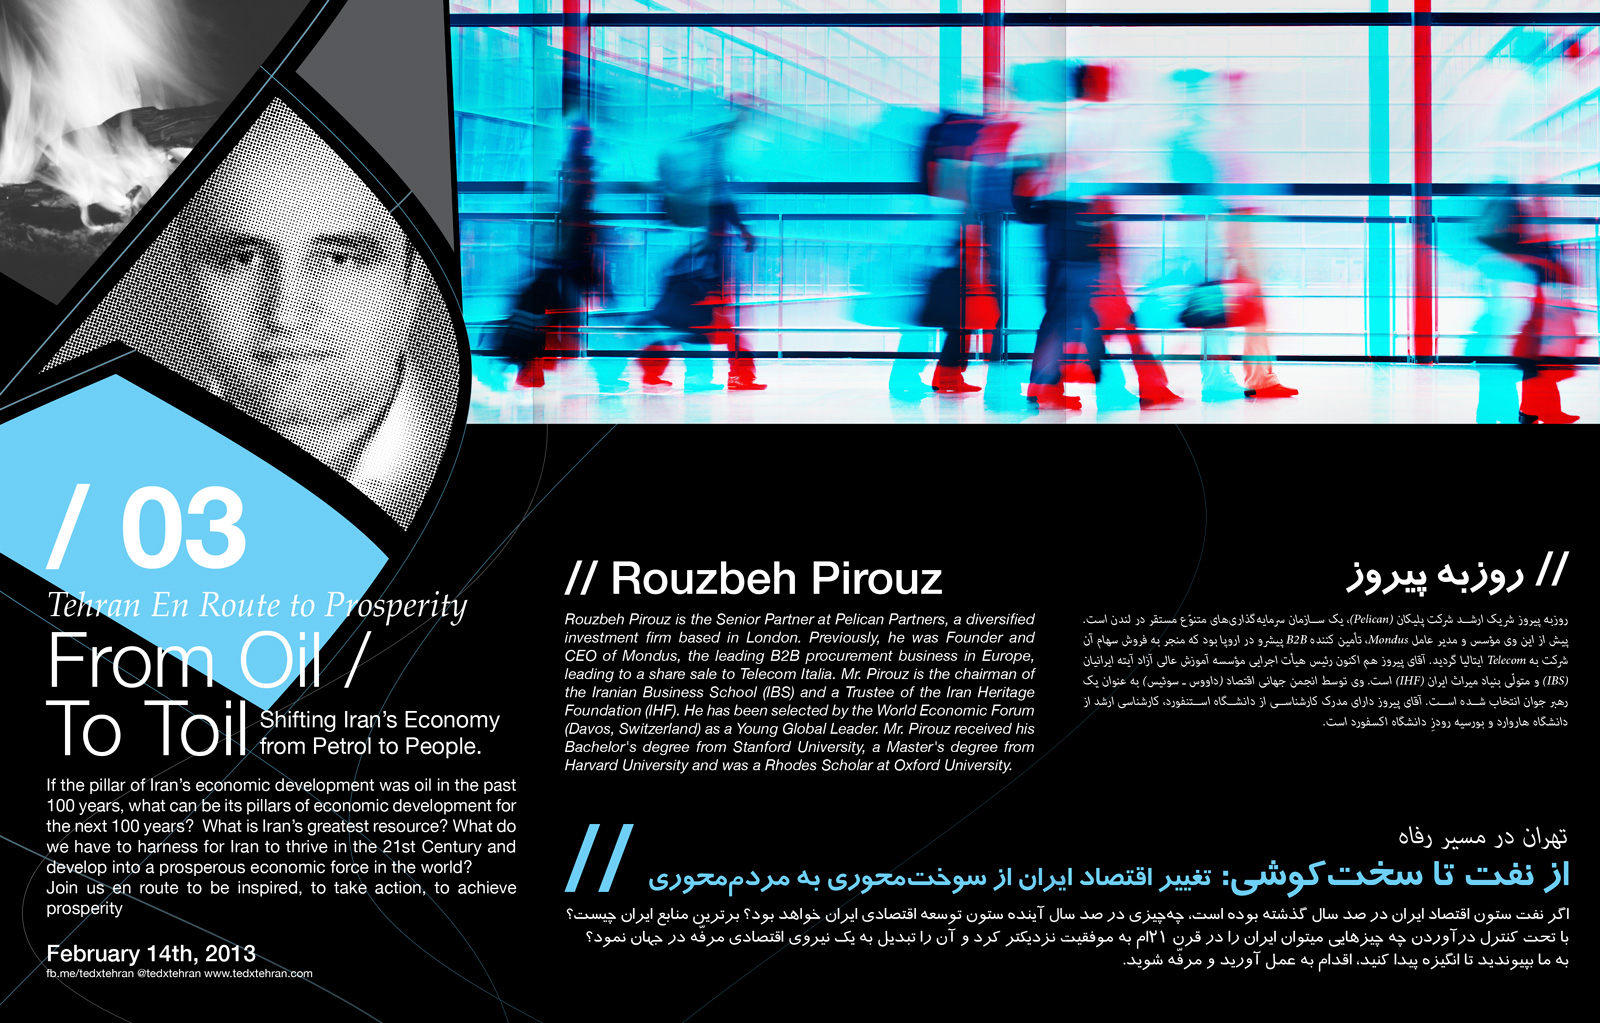 / 03
Tehran En Route to Prosperity
From Oil /
To Toil
Shifting Iran's Economy
from Petrol to People.
If the pillar of Iran's economic development was oil in the past
100 years, what can be its pillars of economic development for
the next 100 years?  What is Iran's greatest resource? What do
we have to harness for Iran to thrive in the 21st Century and
develop into a prosperous economic force in the world?
Join us en route to be inspired, to take action, to achieve
prosperity
February 14th, 2013
fb.me/tedxtehran @tedxtehran www.tedxtehran.com
// Rouzbeh Pirouz
Rouzbeh Pirouz is the Senior Partner at Pelican Partners, a diversified
investment firm based in London. Previously, he was Founder and
CEO of Mondus, the leading B2B procurement business in Europe,
leading to a share sale to Telecom Italia. Mr. Pirouz is the chairman of
the Iranian Business School (IBS) and a Trustee of the Iran Heritage
Foundation (IHF). He has been selected by the World Economic Forum
(Davos, Switzerland) as a Young Global Leader. Mr. Pirouz received his
Bachelor's degree from Stanford University, a Master's degree from
Harvard University and was a Rhodes Scholar at Oxford University.
// روزبه پیروز
روزبه پیروز شریک ارشد شرکت پلیکان (Pelican)، یک سازمان سرمایه‌گذاری‌های متنوّع مستقر در لندن است.
پیش از این وی مؤسس و مدیر عامل Mondus، تأمین کننده B2B پیشرو در اروپا بود که منجر به فروش سهام آن
شرکت به Telecom ایتالیا گردید. آقای پیروز هم اکنون رئیس هیأت اجرایی مؤسسه آموزش عالی آزاد آیته ایرانیان
(IBS) و متولّی بنیاد میراث ایران (IHF) است. وی توسط انجمن جهانی اقتصاد (داووس ـ سوئیس) به عنوان یک
رهبر جوان انتخاب شده است. آقای پیروز دارای مدرک کارشناسی از دانشگاه استنفورد، کارشناسی ارشد از
دانشگاه هاروارد و بورسیه رودزِ دانشگاه اکسفورد است.
تهران در مسیر رفاه
// از نفت تا سخت‌کوشی: تغییر اقتصاد ایران از سوخت‌محوری به مردم‌محوری
اگر نفت ستون اقتصاد ایران در صد سال گذشته بوده است، چه‌چیزی در صد سال آینده ستون توسعه اقتصادی ایران خواهد بود؟ برترین منابع ایران چیست؟
با تحت کنترل درآوردن چه چیزهایی میتوان ایران را در قرن ۲۱ام به موفقیت نزدیکتر کرد و آن را تبدیل به یک نیروی اقتصادی مرفّه در جهان نمود؟
به ما بپیوندید تا انگیزه پیدا کنید، اقدام به عمل آورید و مرفّه شوید.